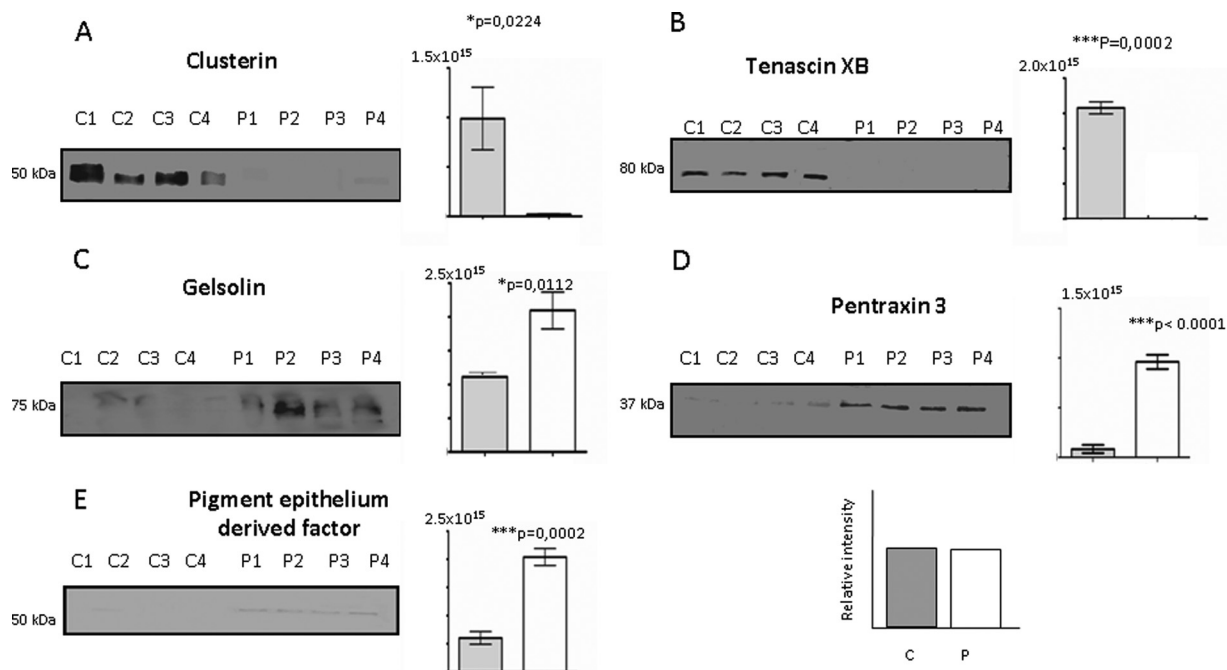 A
Clusterin
*p=0,0224
1.5x10¹⁵
C1 C2 C3 C4 P1 P2 P3 P4
50 kDa
B
Tenascin XB
***P=0,0002
2.0x10¹⁵
C1 C2 C3 C4 P1 P2 P3 P4
80 kDa
C
Gelsolin
2.5x10¹⁵
*p=0,0112
C1 C2 C3 C4 P1 P2 P3 P4
75 kDa
D
Pentraxin 3
1.5x10¹⁵
***p< 0.0001
C1 C2 C3 C4 P1 P2 P3 P4
37 kDa
E
Pigment epithelium
derived factor
2.5x10¹⁵
***p=0,0002
C1 C2 C3 C4 P1 P2 P3 P4
50 kDa
Relative intensity
C P